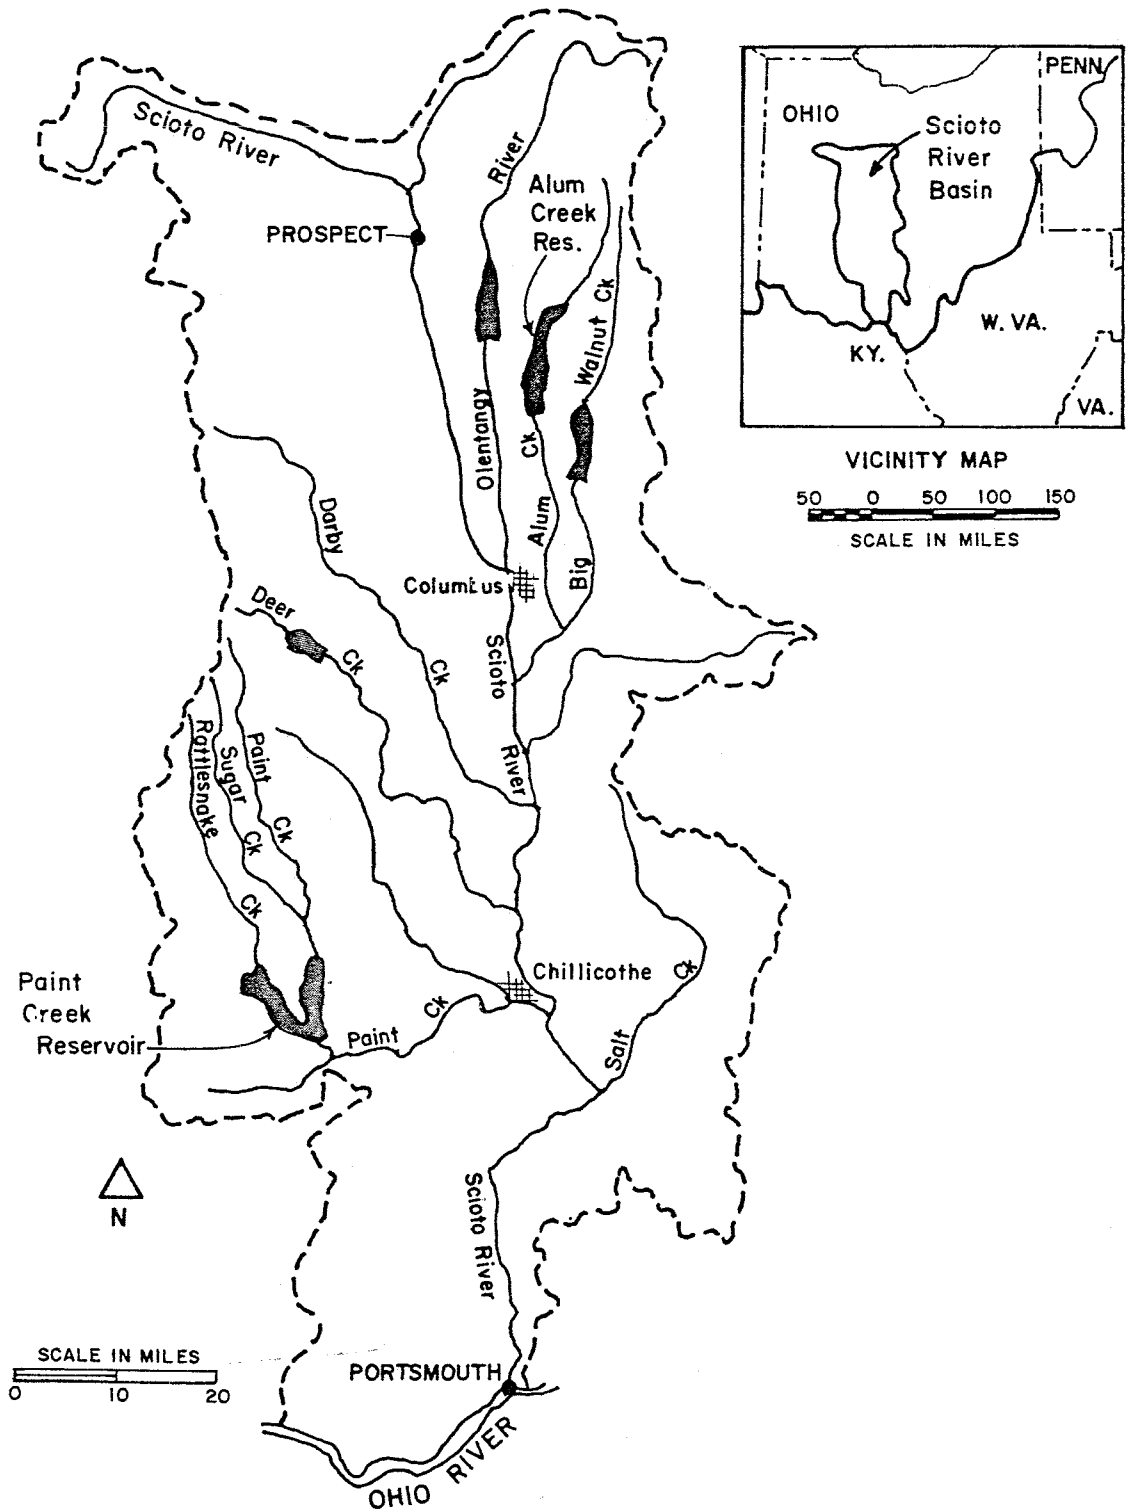 Scioto River
PROSPECT
River
Alum
Creek
Res.
Walnut Ck
Olentangy
Ck
Alum
Big
Darby
Ck
Columbus
Deer
Ck
Scioto
River
Rattlesnake
Ck
Sugar
Ck
Paint
Ck
Chillicothe
Paint
Creek
Reservoir
Paint
Ck
Salt
Ck
N
Scioto River
SCALE IN MILES
0 10 20
PORTSMOUTH
OHIO RIVER
PENN.
OHIO
Scioto
River
Basin
W. VA.
KY.
VA.
VICINITY MAP
50 0 50 100 150
SCALE IN MILES